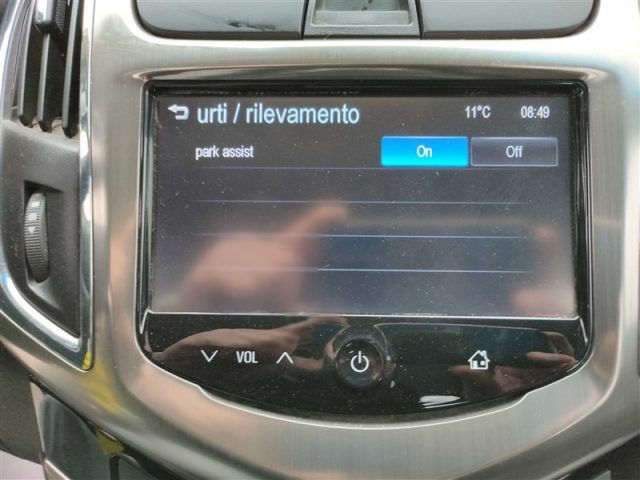 urti / rilevamento 11°C 08:49
park assist On Off
VOL